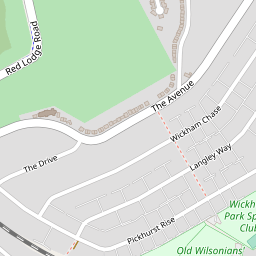 Red Lodge Road
The Avenue
Wickham Chase
The Drive
Langley Way
Pickhurst Rise
Wickh
Park Sp
Club
Old Wilsonians'